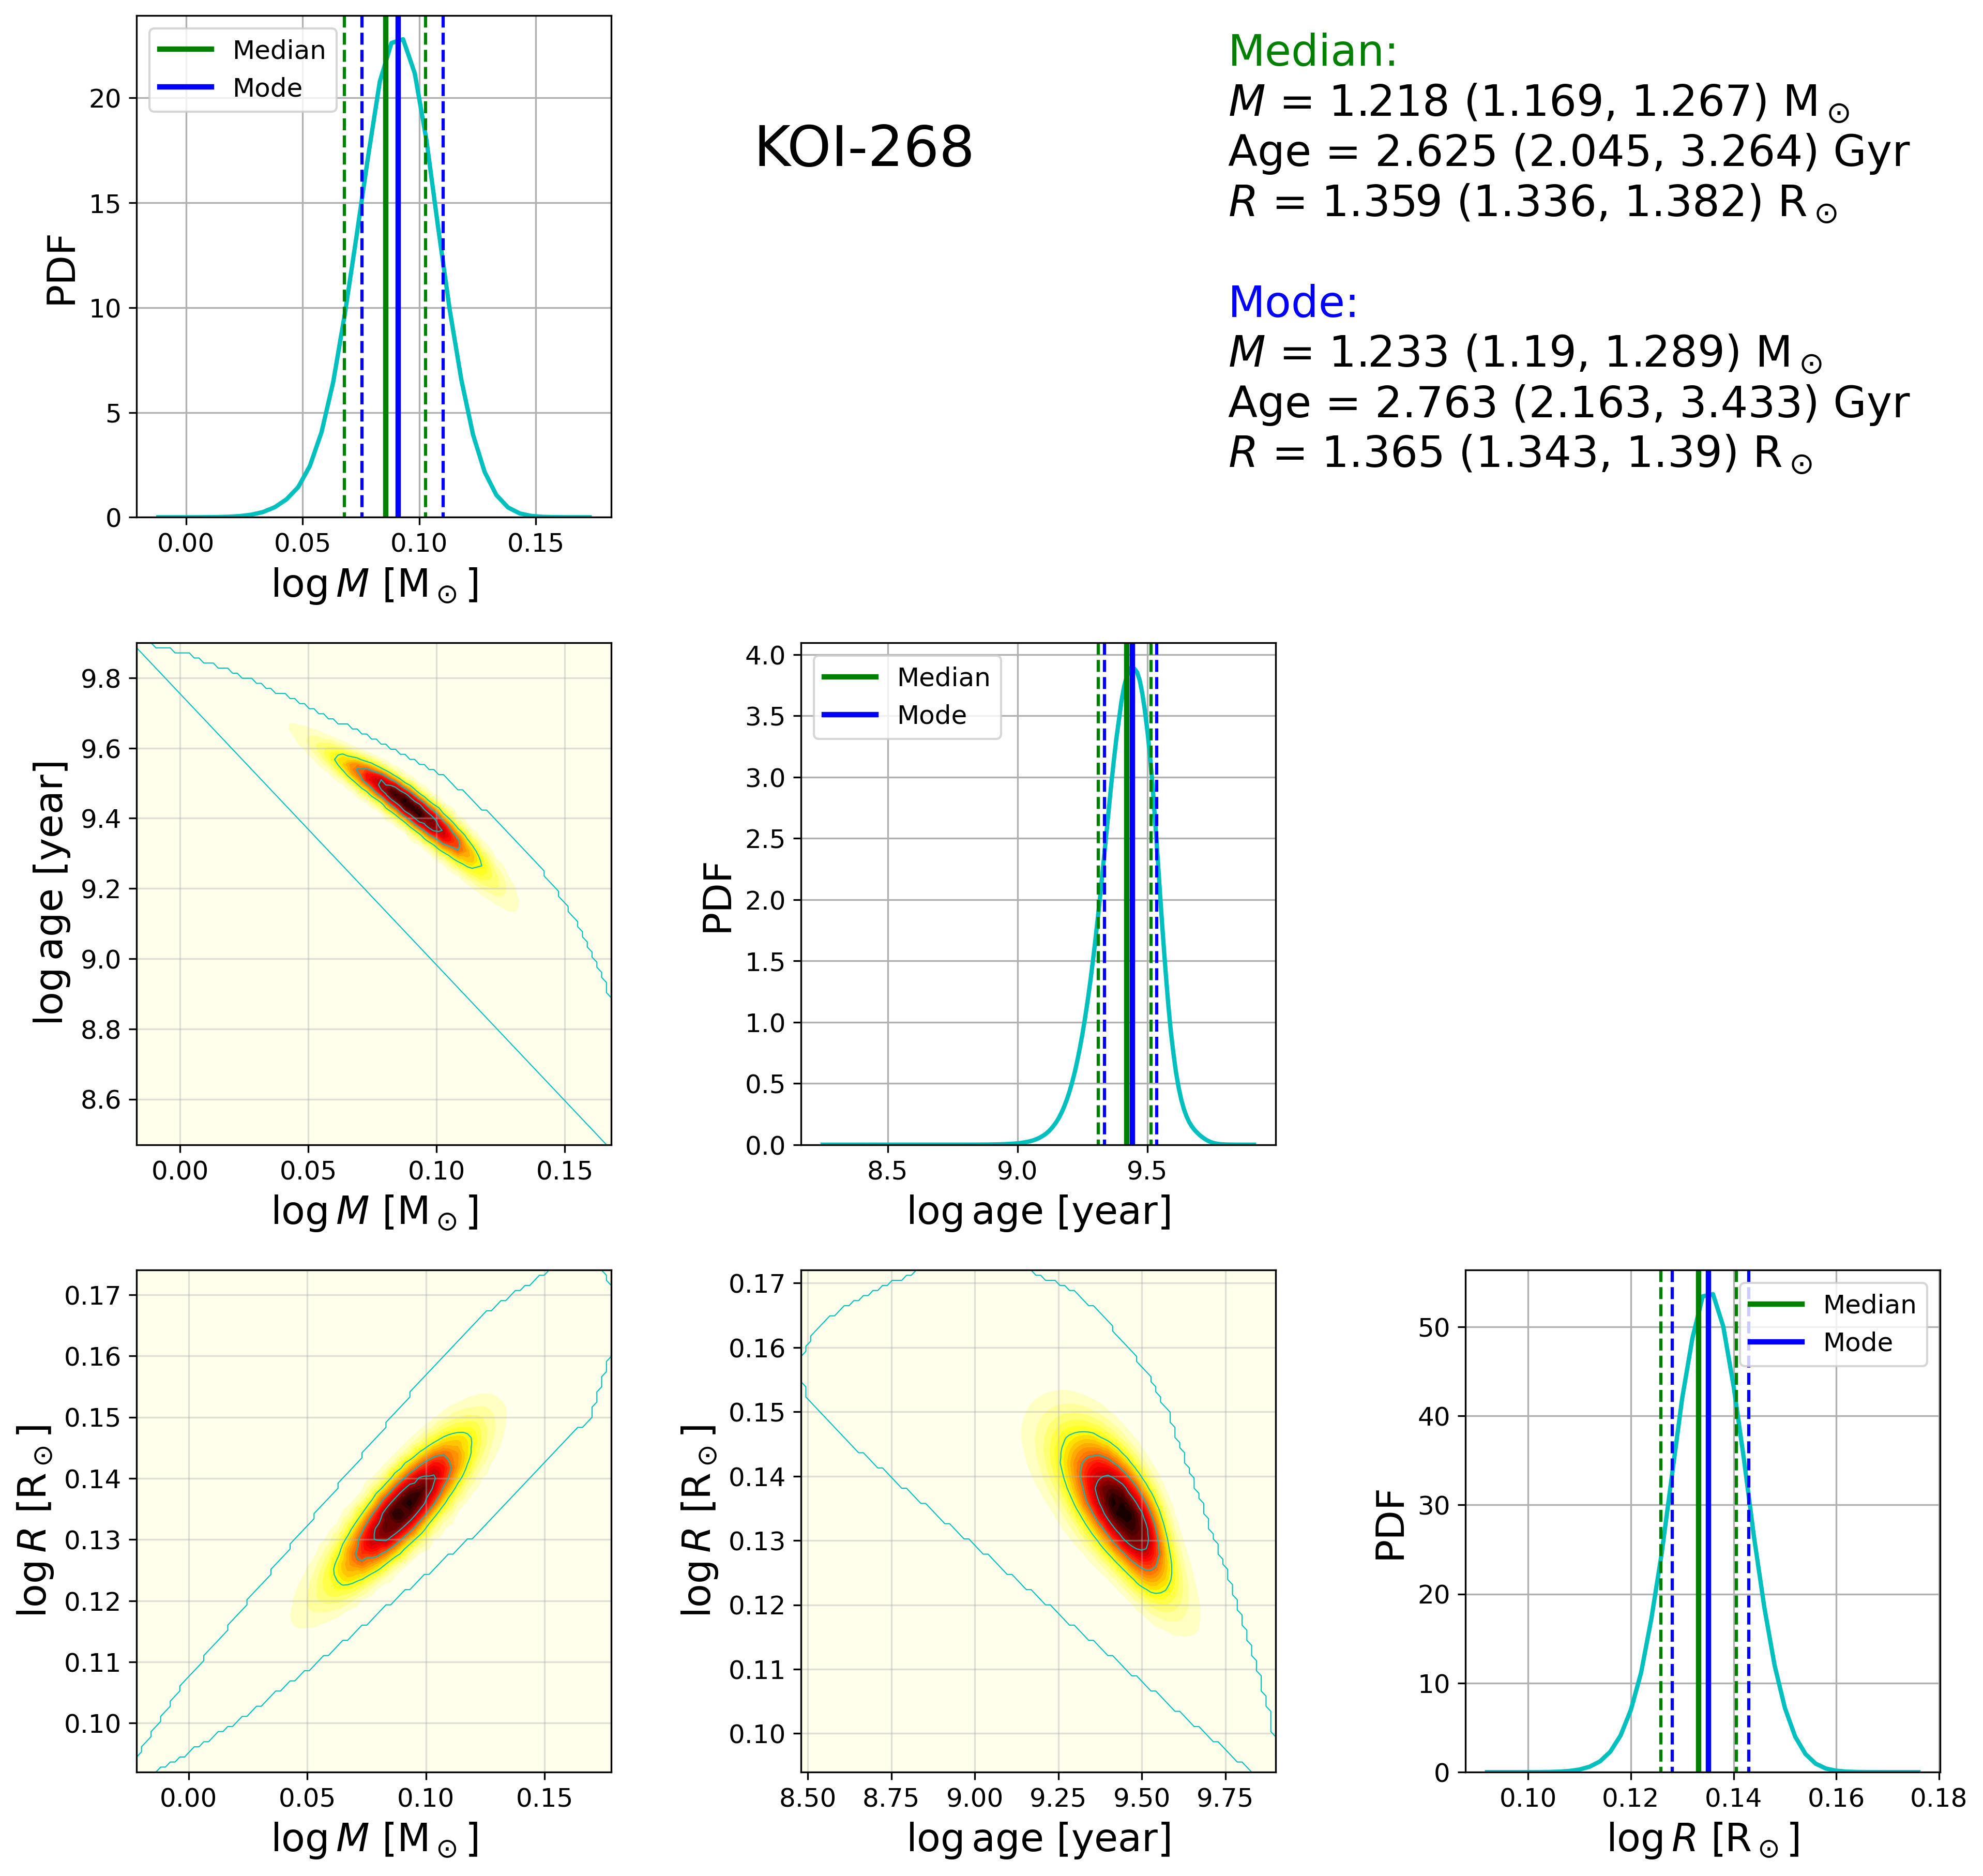 Median
Mode
20
15
10
5
0
PDF
0.00 0.05 0.10 0.15
log M [M⊙]
KOI-268
Median:
M = 1.218 (1.169, 1.267) M⊙
Age = 2.625 (2.045, 3.264) Gyr
R = 1.359 (1.336, 1.382) R⊙
Mode:
M = 1.233 (1.19, 1.289) M⊙
Age = 2.763 (2.163, 3.433) Gyr
R = 1.365 (1.343, 1.39) R⊙
9.8
9.6
9.4
9.2
9.0
8.8
8.6
log age [year]
0.00 0.05 0.10 0.15
log M [M⊙]
Median
Mode
4.0
3.5
3.0
2.5
2.0
1.5
1.0
0.5
0.0
PDF
8.5 9.0 9.5
log age [year]
0.17
0.16
0.15
0.14
0.13
0.12
0.11
0.10
log R [R⊙]
0.00 0.05 0.10 0.15
log M [M⊙]
0.17
0.16
0.15
0.14
0.13
0.12
0.11
0.10
log R [R⊙]
8.50 8.75 9.00 9.25 9.50 9.75
log age [year]
Median
Mode
50
40
30
20
10
0
PDF
0.10 0.12 0.14 0.16 0.18
log R [R⊙]